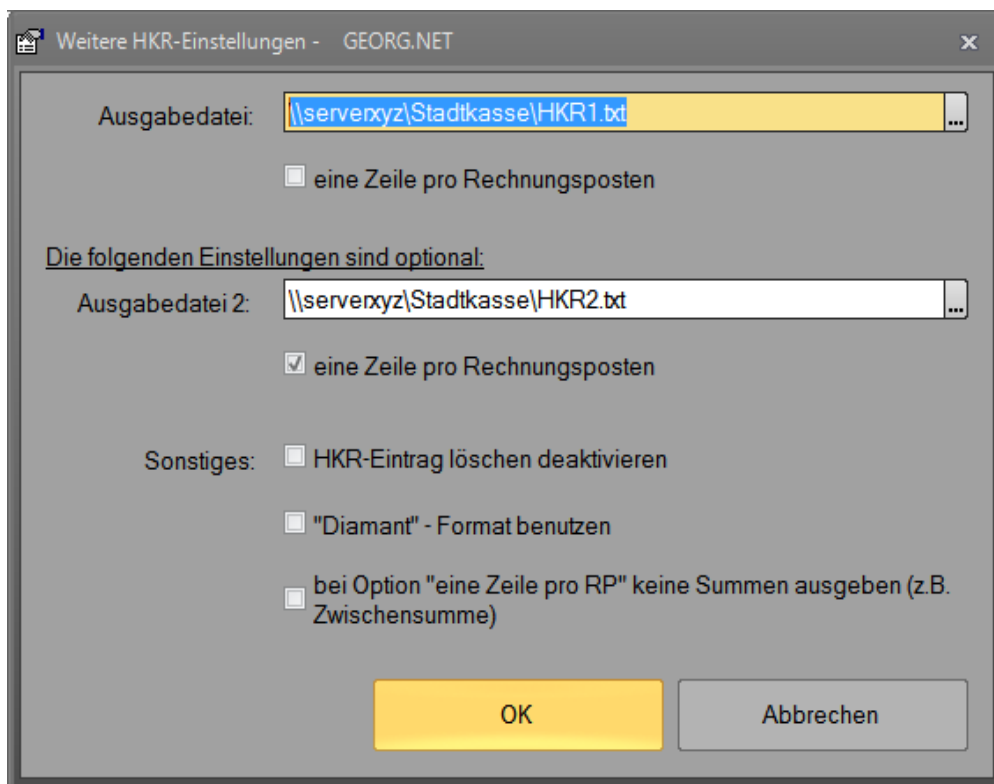 Weitere HKR-Einstellungen - GEORG.NET
Ausgabedatei: \\serverxyz\Stadtkasse\HKR1.txt ...
eine Zeile pro Rechnungsposten
Die folgenden Einstellungen sind optional:
Ausgabedatei 2: \\serverxyz\Stadtkasse\HKR2.txt ...
eine Zeile pro Rechnungsposten
Sonstiges: HKR-Eintrag löschen deaktivieren
"Diamant" - Format benutzen
bei Option "eine Zeile pro RP" keine Summen ausgeben (z.B.
Zwischensumme)
OK Abbrechen